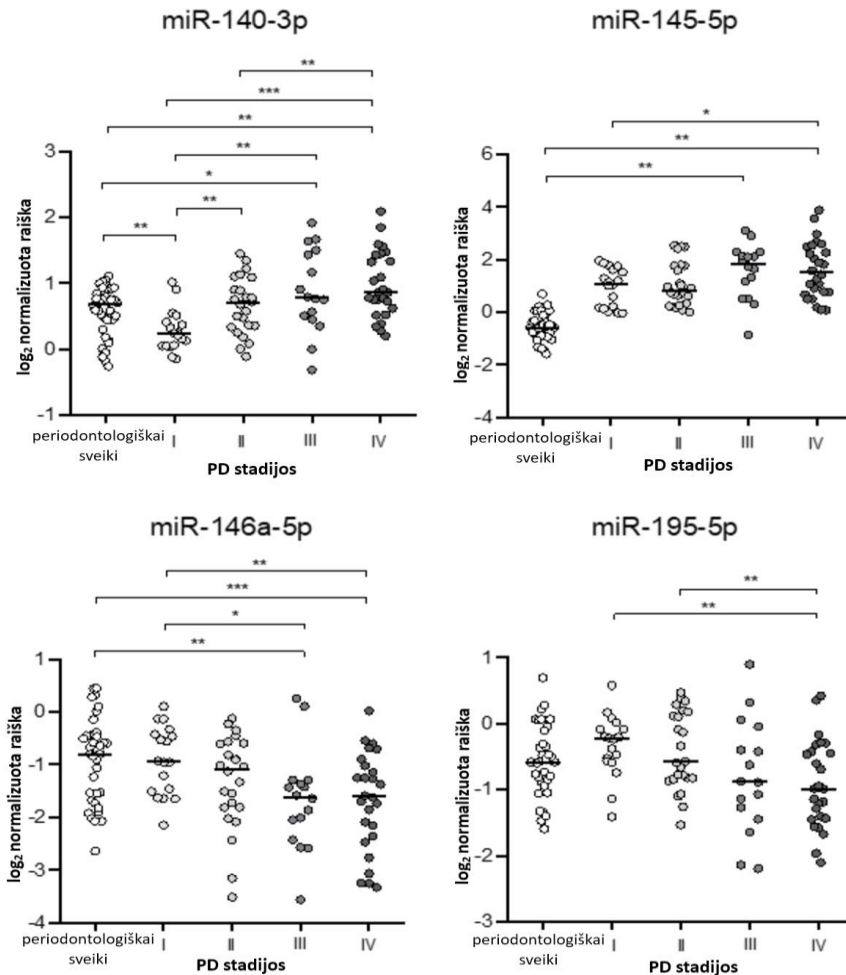 miR-140-3p
**
***
**
**
*
**
**
log₂ normalizuota raiška
3
2
1
0
-1
periodontologiškai
sveiki
I
II
III
IV
PD stadijos
miR-145-5p
*
**
**
log₂ normalizuota raiška
6
4
2
0
-2
-4
periodontologiškai
sveiki
I
II
III
IV
PD stadijos
miR-146a-5p
**
***
*
**
log₂ normalizuota raiška
1
0
-1
-2
-3
-4
periodontologiškai
sveiki
I
II
III
IV
PD stadijos
miR-195-5p
**
**
log₂ normalizuota raiška
1
0
-1
-2
-3
periodontologiškai
sveiki
I
II
III
IV
PD stadijos